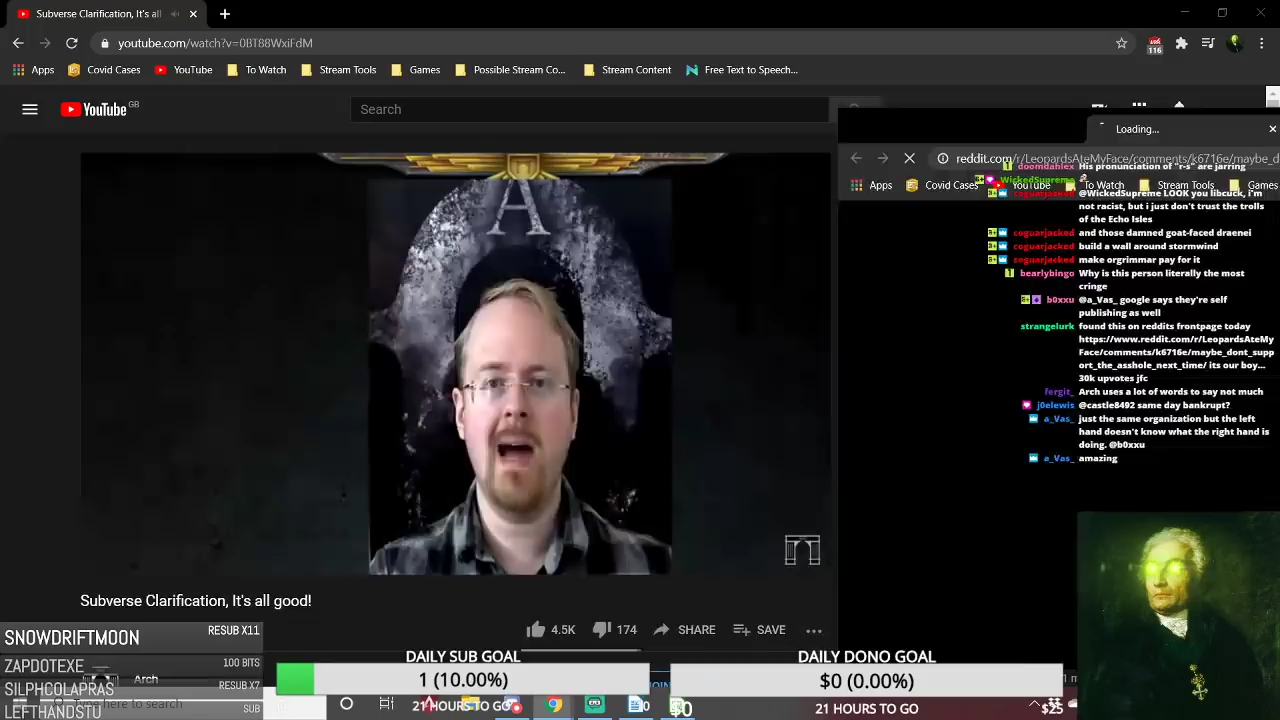 Subverse Clarification, It's all
youtube.com/watch?v=0BT88WxiFdM
116
Apps
Covid Cases
YouTube
To Watch
Stream Tools
Games
Possible Stream Co...
Stream Content
Free Text to Speech...
YouTube GB
Search
A
Subverse Clarification, It's all good!
4.5K
174
SHARE
SAVE
Arch
Loading...
reddit.com/r/LeopardsAteMyFace/comments/k6716e/maybe_d
Apps
Covid Cases
YouTube
To Watch
Stream Tools
Games
doomdahlex His pronunciation of "r-s" are jarring
WickedSupreme
coguarjacked @WickedSupreme LOOK you libcuck, i'm
not racist, but i just don't trust the trolls
of the Echo Isles
coguarjacked and those damned goat-faced draenei
coguarjacked build a wall around stormwind
coguarjacked make orgrimmar pay for it
bearlybingo Why is this person literally the most
cringe
b0xxu @a_Vas_ google says they're self
publishing as well
strangelurk found this on reddits frontpage today
https://www.reddit.com/r/LeopardsAteMy
Face/comments/k6716e/maybe_dont_supp
ort_the_asshole_next_time/ its our boy...
30k upvotes jfc
fergit_ Arch uses a lot of words to say not much
j0elewis @castle8492 same day bankrupt?
a_Vas_ just the same organization but the left
hand doesn't know what the right hand is
doing. @b0xxu
a_Vas_ amazing
SNOWDRIFTMOON RESUB X11
ZAPDOTEXE 100 BITS
SILPHCOLAPRAS RESUB X7
LEFTHANDSTU SUB
DAILY SUB GOAL
1 (10.00%)
21 HOURS TO GO
10
DAILY DONO GOAL
$0 (0.00%)
$0
21 HOURS TO GO
$25